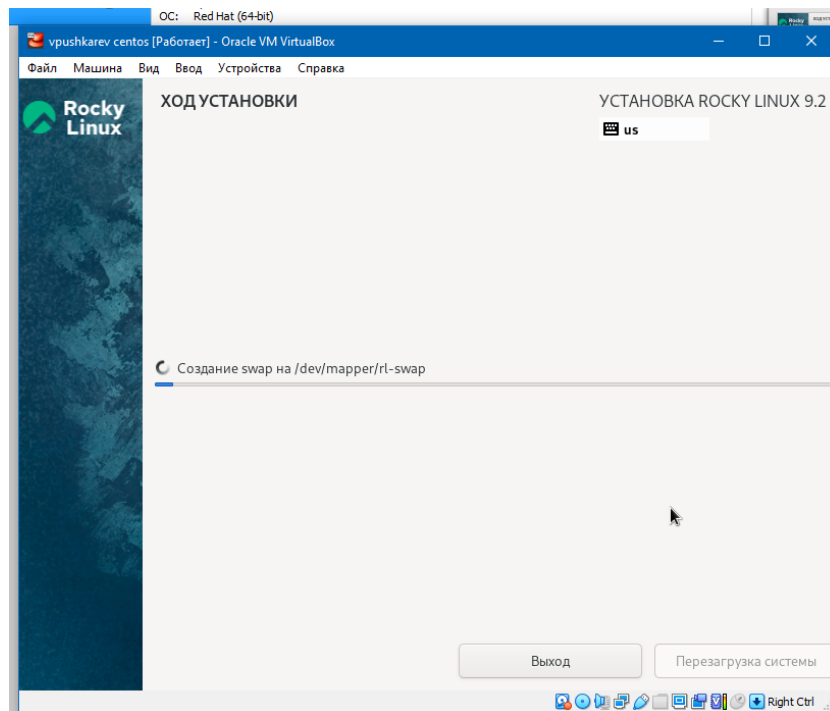 ОС: Red Hat (64-bit)
vpushkarev centos [Работает] - Oracle VM VirtualBox
Файл Машина Вид Ввод Устройства Справка
Rocky Linux
ХОД УСТАНОВКИ
УСТАНОВКА ROCKY LINUX 9.2
us
Создание swap на /dev/mapper/rl-swap
Выход
Перезагрузка системы
Right Ctrl